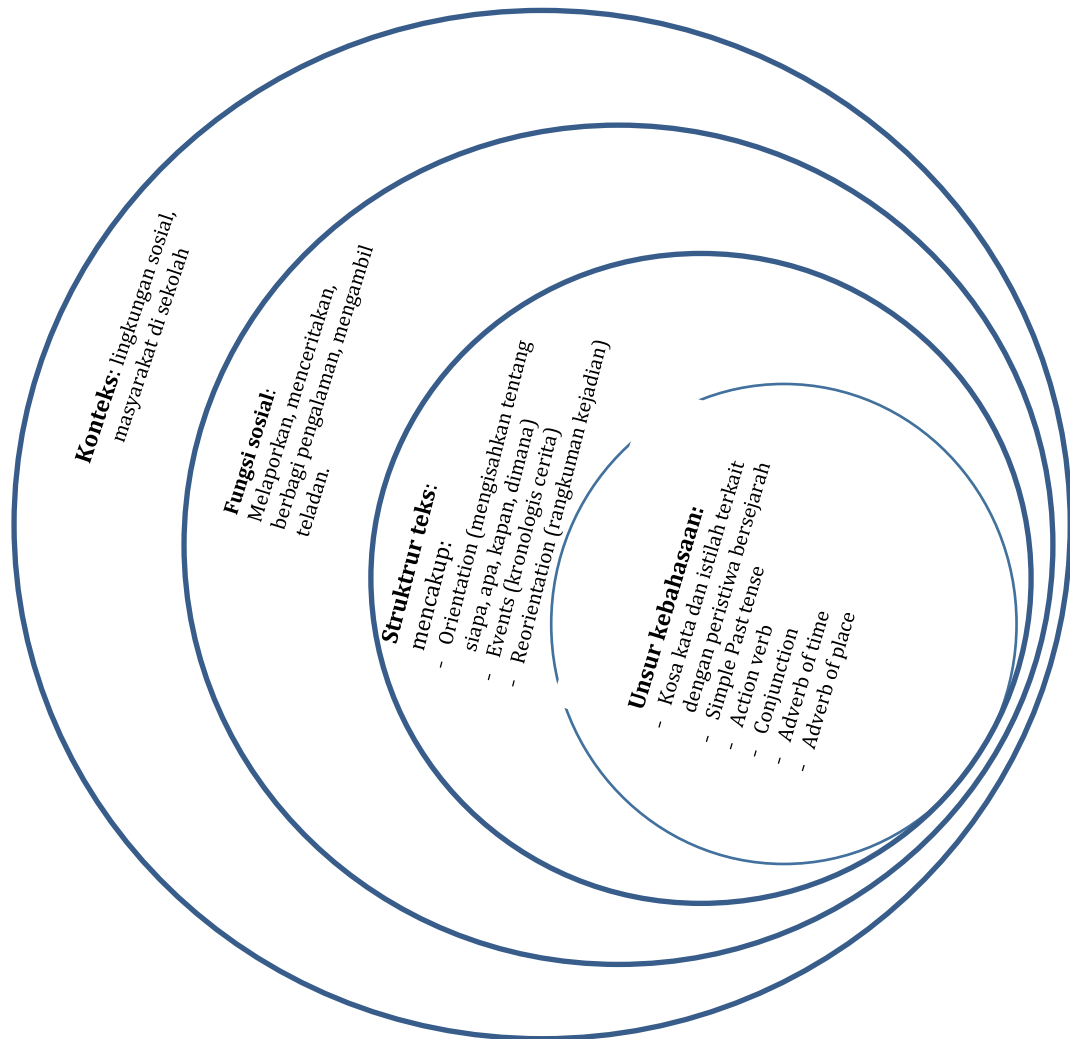 Konteks: lingkungan sosial,
masyarakat di sekolah
Fungsi sosial:
Melaporkan, menceritakan,
berbagi pengalaman, mengambil
teladan.
Struktrur teks:
mencakup:
- Orientation (mengisahkan tentang
siapa, apa, kapan, dimana)
- Events (kronologis cerita)
- Reorientation (rangkuman kejadian)
Unsur kebahasaan:
- Kosa kata dan istilah terkait
dengan peristiwa bersejarah
- Simple Past tense
- Action verb
- Conjunction
- Adverb of time
- Adverb of place